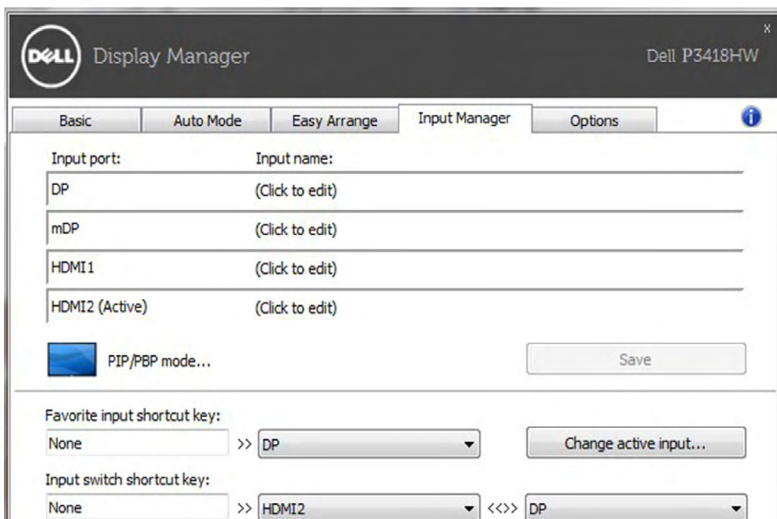 DELL Display Manager Dell P3418HW
x
Basic Auto Mode Easy Arrange Input Manager Options i
Input port: Input name:
DP (Click to edit)
mDP (Click to edit)
HDMI1 (Click to edit)
HDMI2 (Active) (Click to edit)
PIP/PBP mode... Save
Favorite input shortcut key:
None >> DP Change active input...
Input switch shortcut key:
None >> HDMI2 <<>> DP